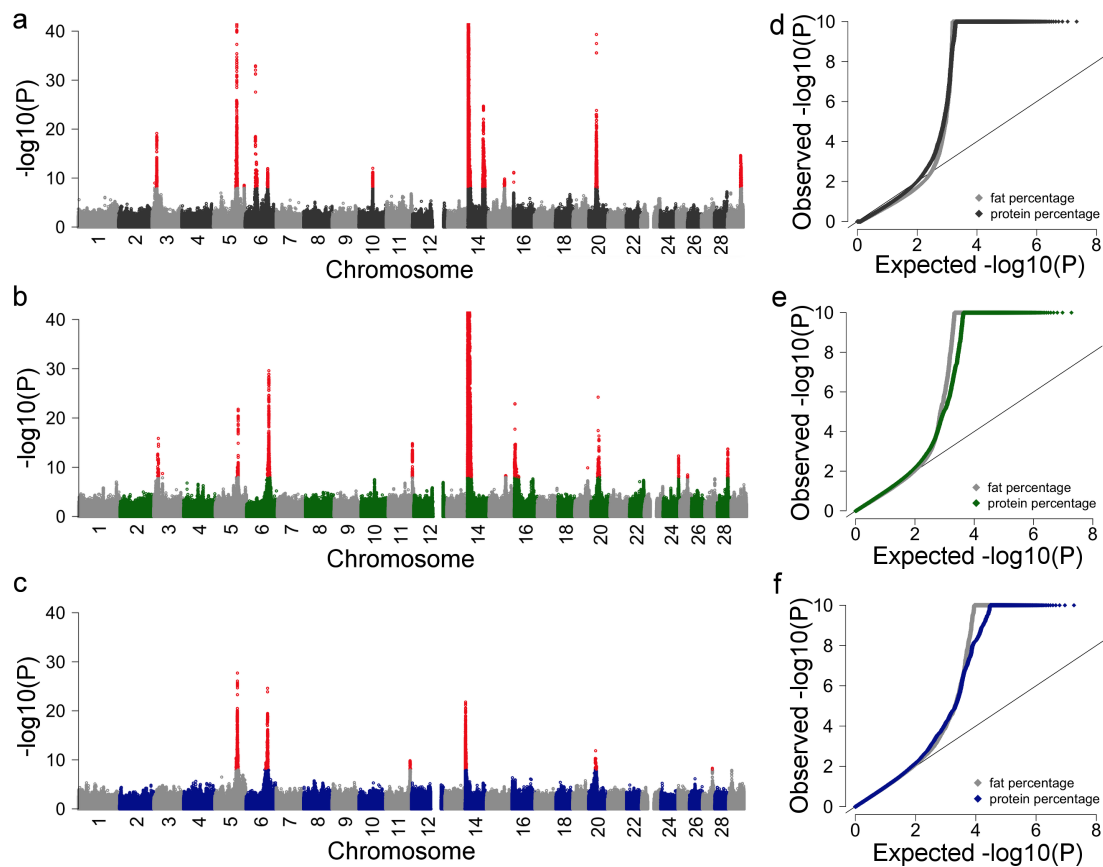 a
-log10(P)
40
30
20
10
0
1 2 3 4 5 6 7 8 9 10 11 12 14 16 18 20 22 24 26 28
Chromosome
d
Observed -log10(P)
10
8
6
4
2
0
fat percentage
protein percentage
0 2 4 6 8
Expected -log10(P)
b
-log10(P)
40
30
20
10
0
1 2 3 4 5 6 7 8 9 10 11 12 14 16 18 20 22 24 26 28
Chromosome
e
Observed -log10(P)
10
8
6
4
2
0
fat percentage
protein percentage
0 2 4 6 8
Expected -log10(P)
c
-log10(P)
40
30
20
10
0
1 2 3 4 5 6 7 8 9 10 11 12 14 16 18 20 22 24 26 28
Chromosome
f
Observed -log10(P)
10
8
6
4
2
0
fat percentage
protein percentage
0 2 4 6 8
Expected -log10(P)